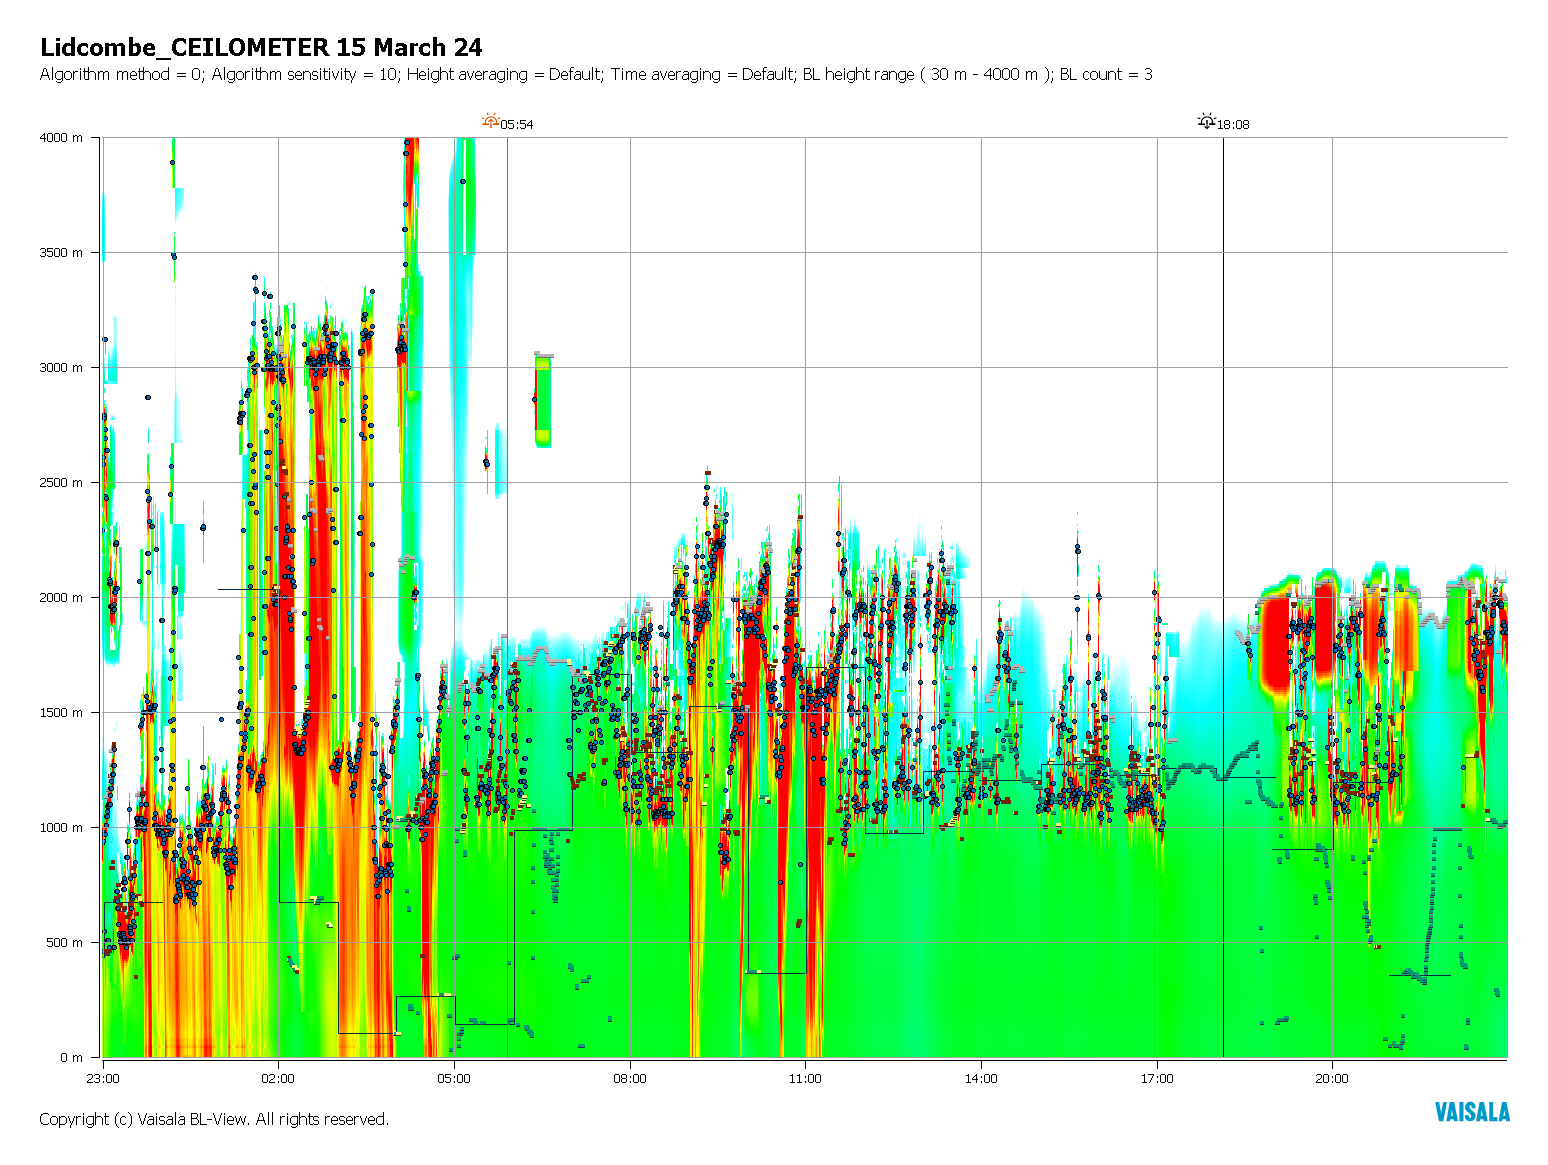 Lidcombe_CEILOMETER 15 March 24
Algorithm method = 0; Algorithm sensitivity = 10; Height averaging = Default; Time averaging = Default; BL height range ( 30 m - 4000 m ); BL count = 3
05:54
18:08
4000 m
3500 m
3000 m
2500 m
2000 m
1500 m
1000 m
500 m
0 m
23:00
02:00
05:00
08:00
11:00
14:00
17:00
20:00
Copyright (c) Vaisala BL-View. All rights reserved.
VAISALA